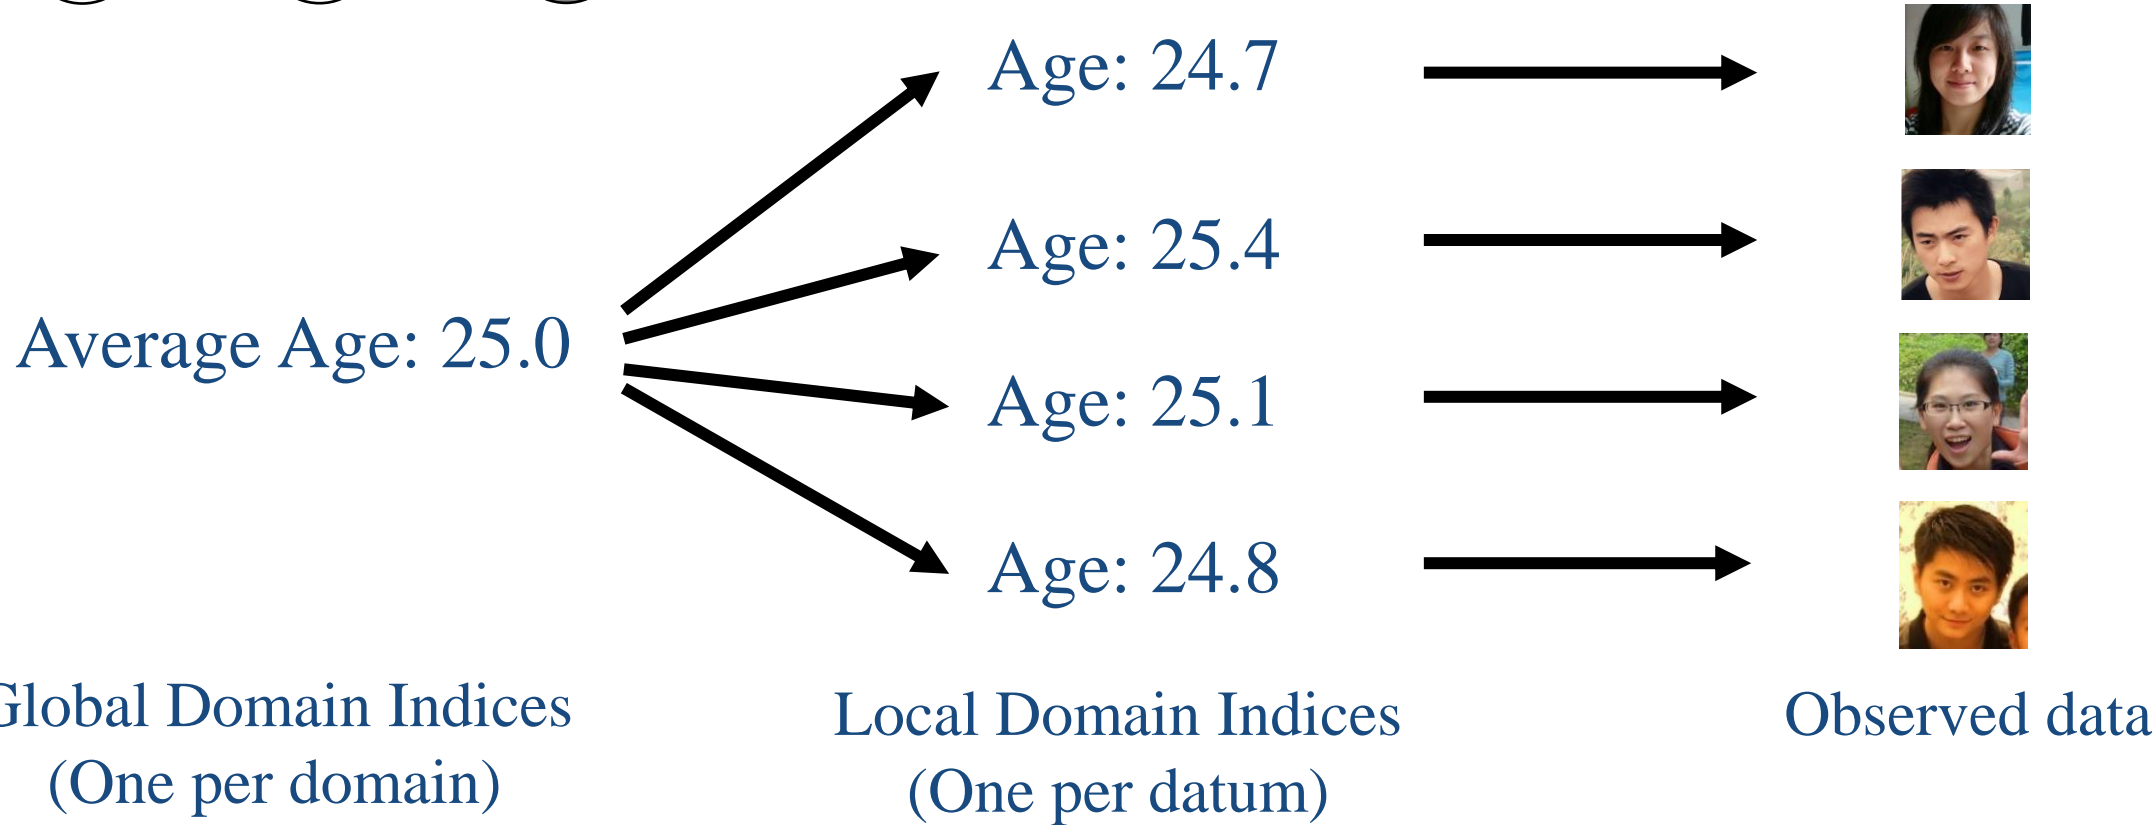 Age: 24.7
Age: 25.4
Average Age: 25.0
Age: 25.1
Age: 24.8
Global Domain Indices
(One per domain)
Local Domain Indices
(One per datum)
Observed data